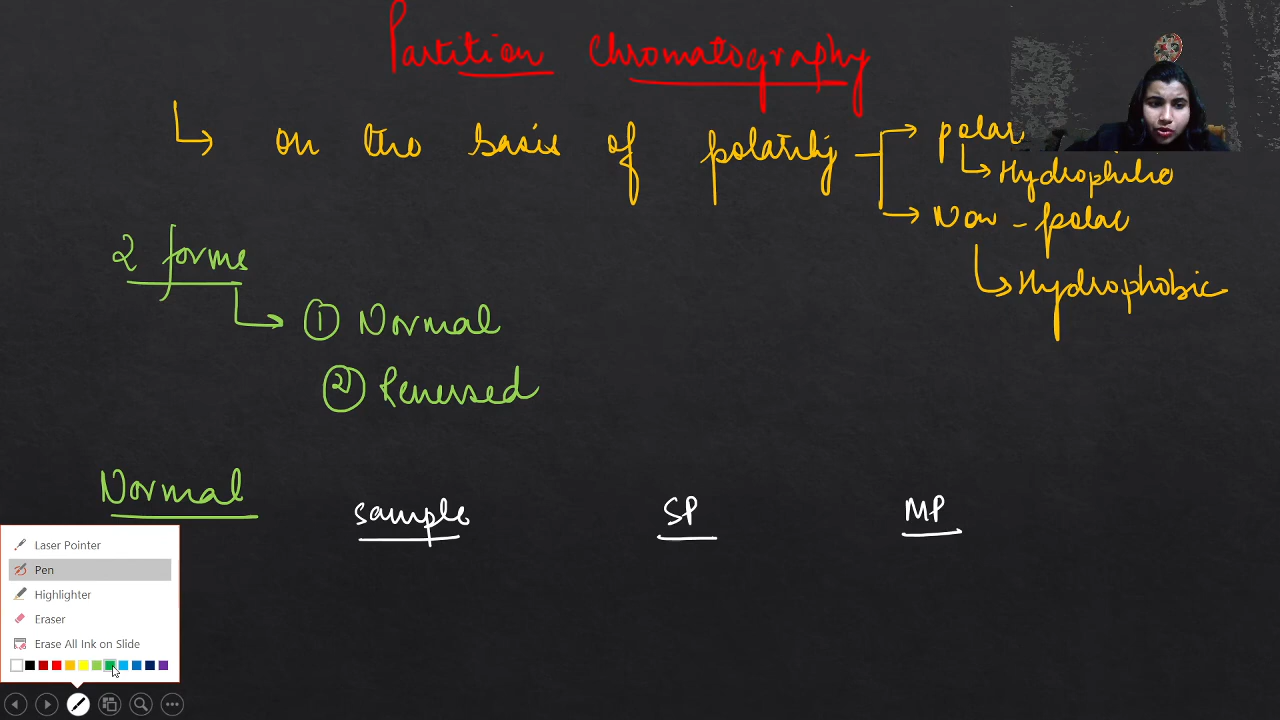 Partition Chromatography
on the basis of polarity
polar
Hydrophilic
Non - polar
Hydrophobic
2 forms
① Normal
② Reversed
Normal sample SP MP
Laser Pointer
Pen
Highlighter
Eraser
Erase All Ink on Slide